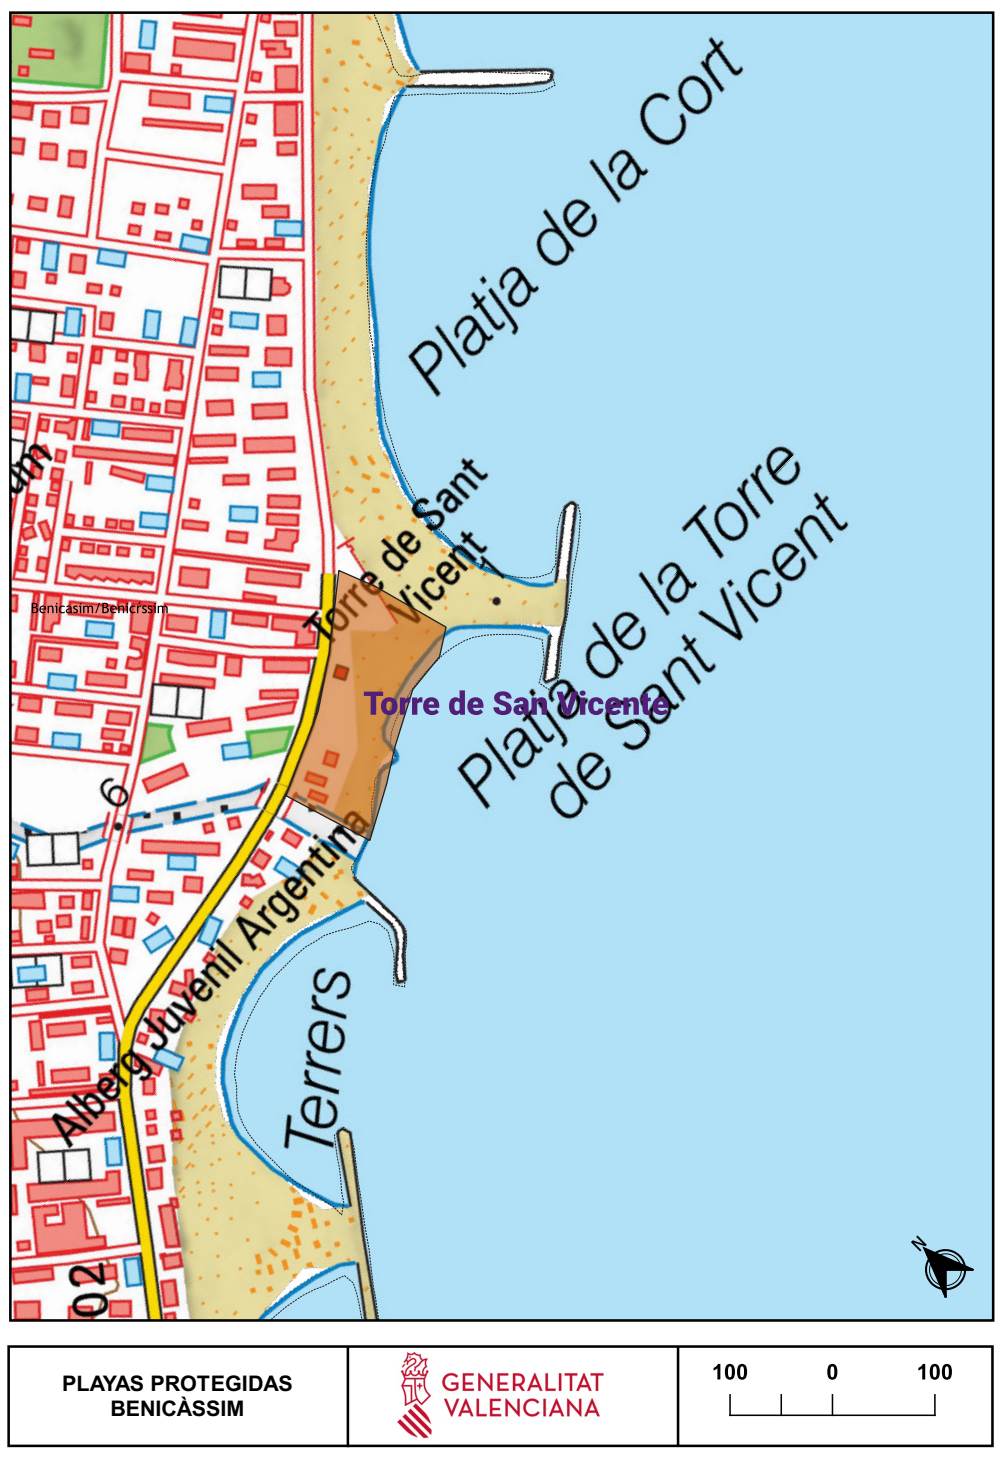 Platja de la Cort
um
Torre de Sant
Vicent
Platja de la Torre
de Sant Vicent
Benicasim/Benicrssim
Torre de San Vicente
6
Alberg Juvenil Argentina
Terrers
02
N
PLAYAS PROTEGIDAS
BENICÀSSIM
GENERALITAT
VALENCIANA
100 0 100